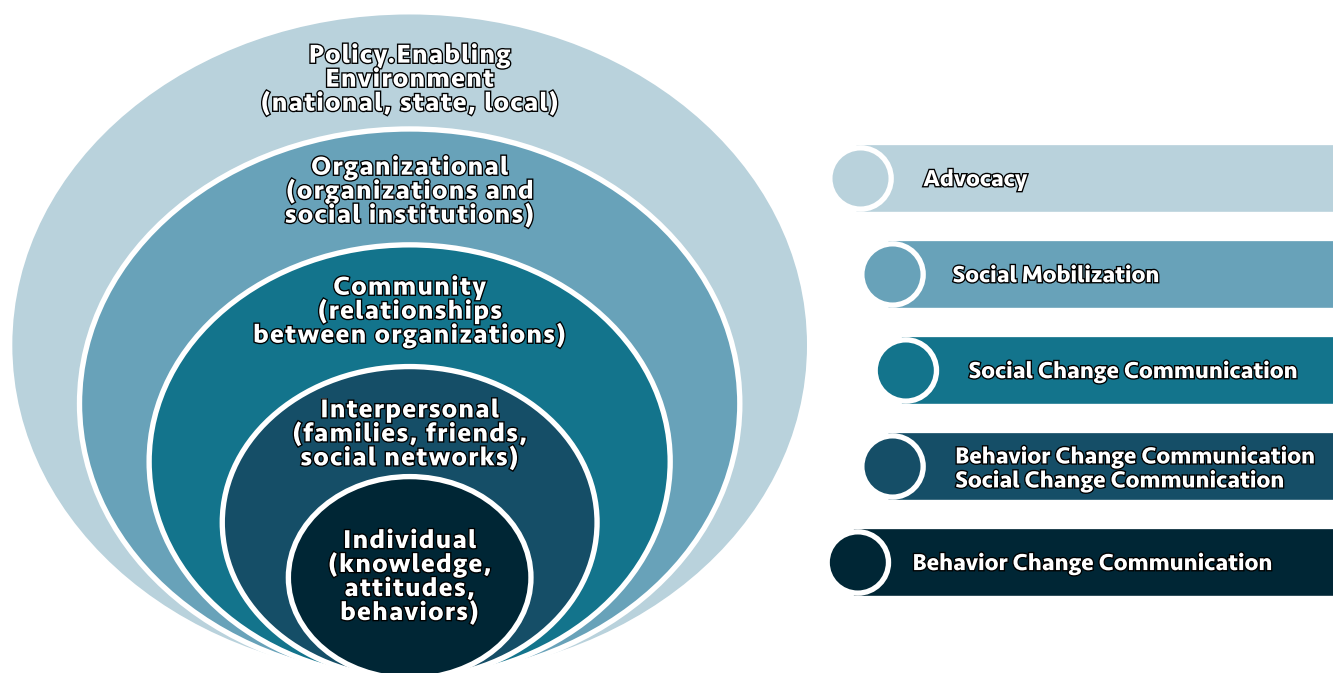 Policy.Enabling
Environment
(national, state, local)
Organizational
(organizations and
social institutions)
Community
(relationships
between organizations)
Interpersonal
(families, friends,
social networks)
Individual
(knowledge,
attitudes,
behaviors)
Advocacy
Social Mobilization
Social Change Communication
Behavior Change Communication
Social Change Communication
Behavior Change Communication